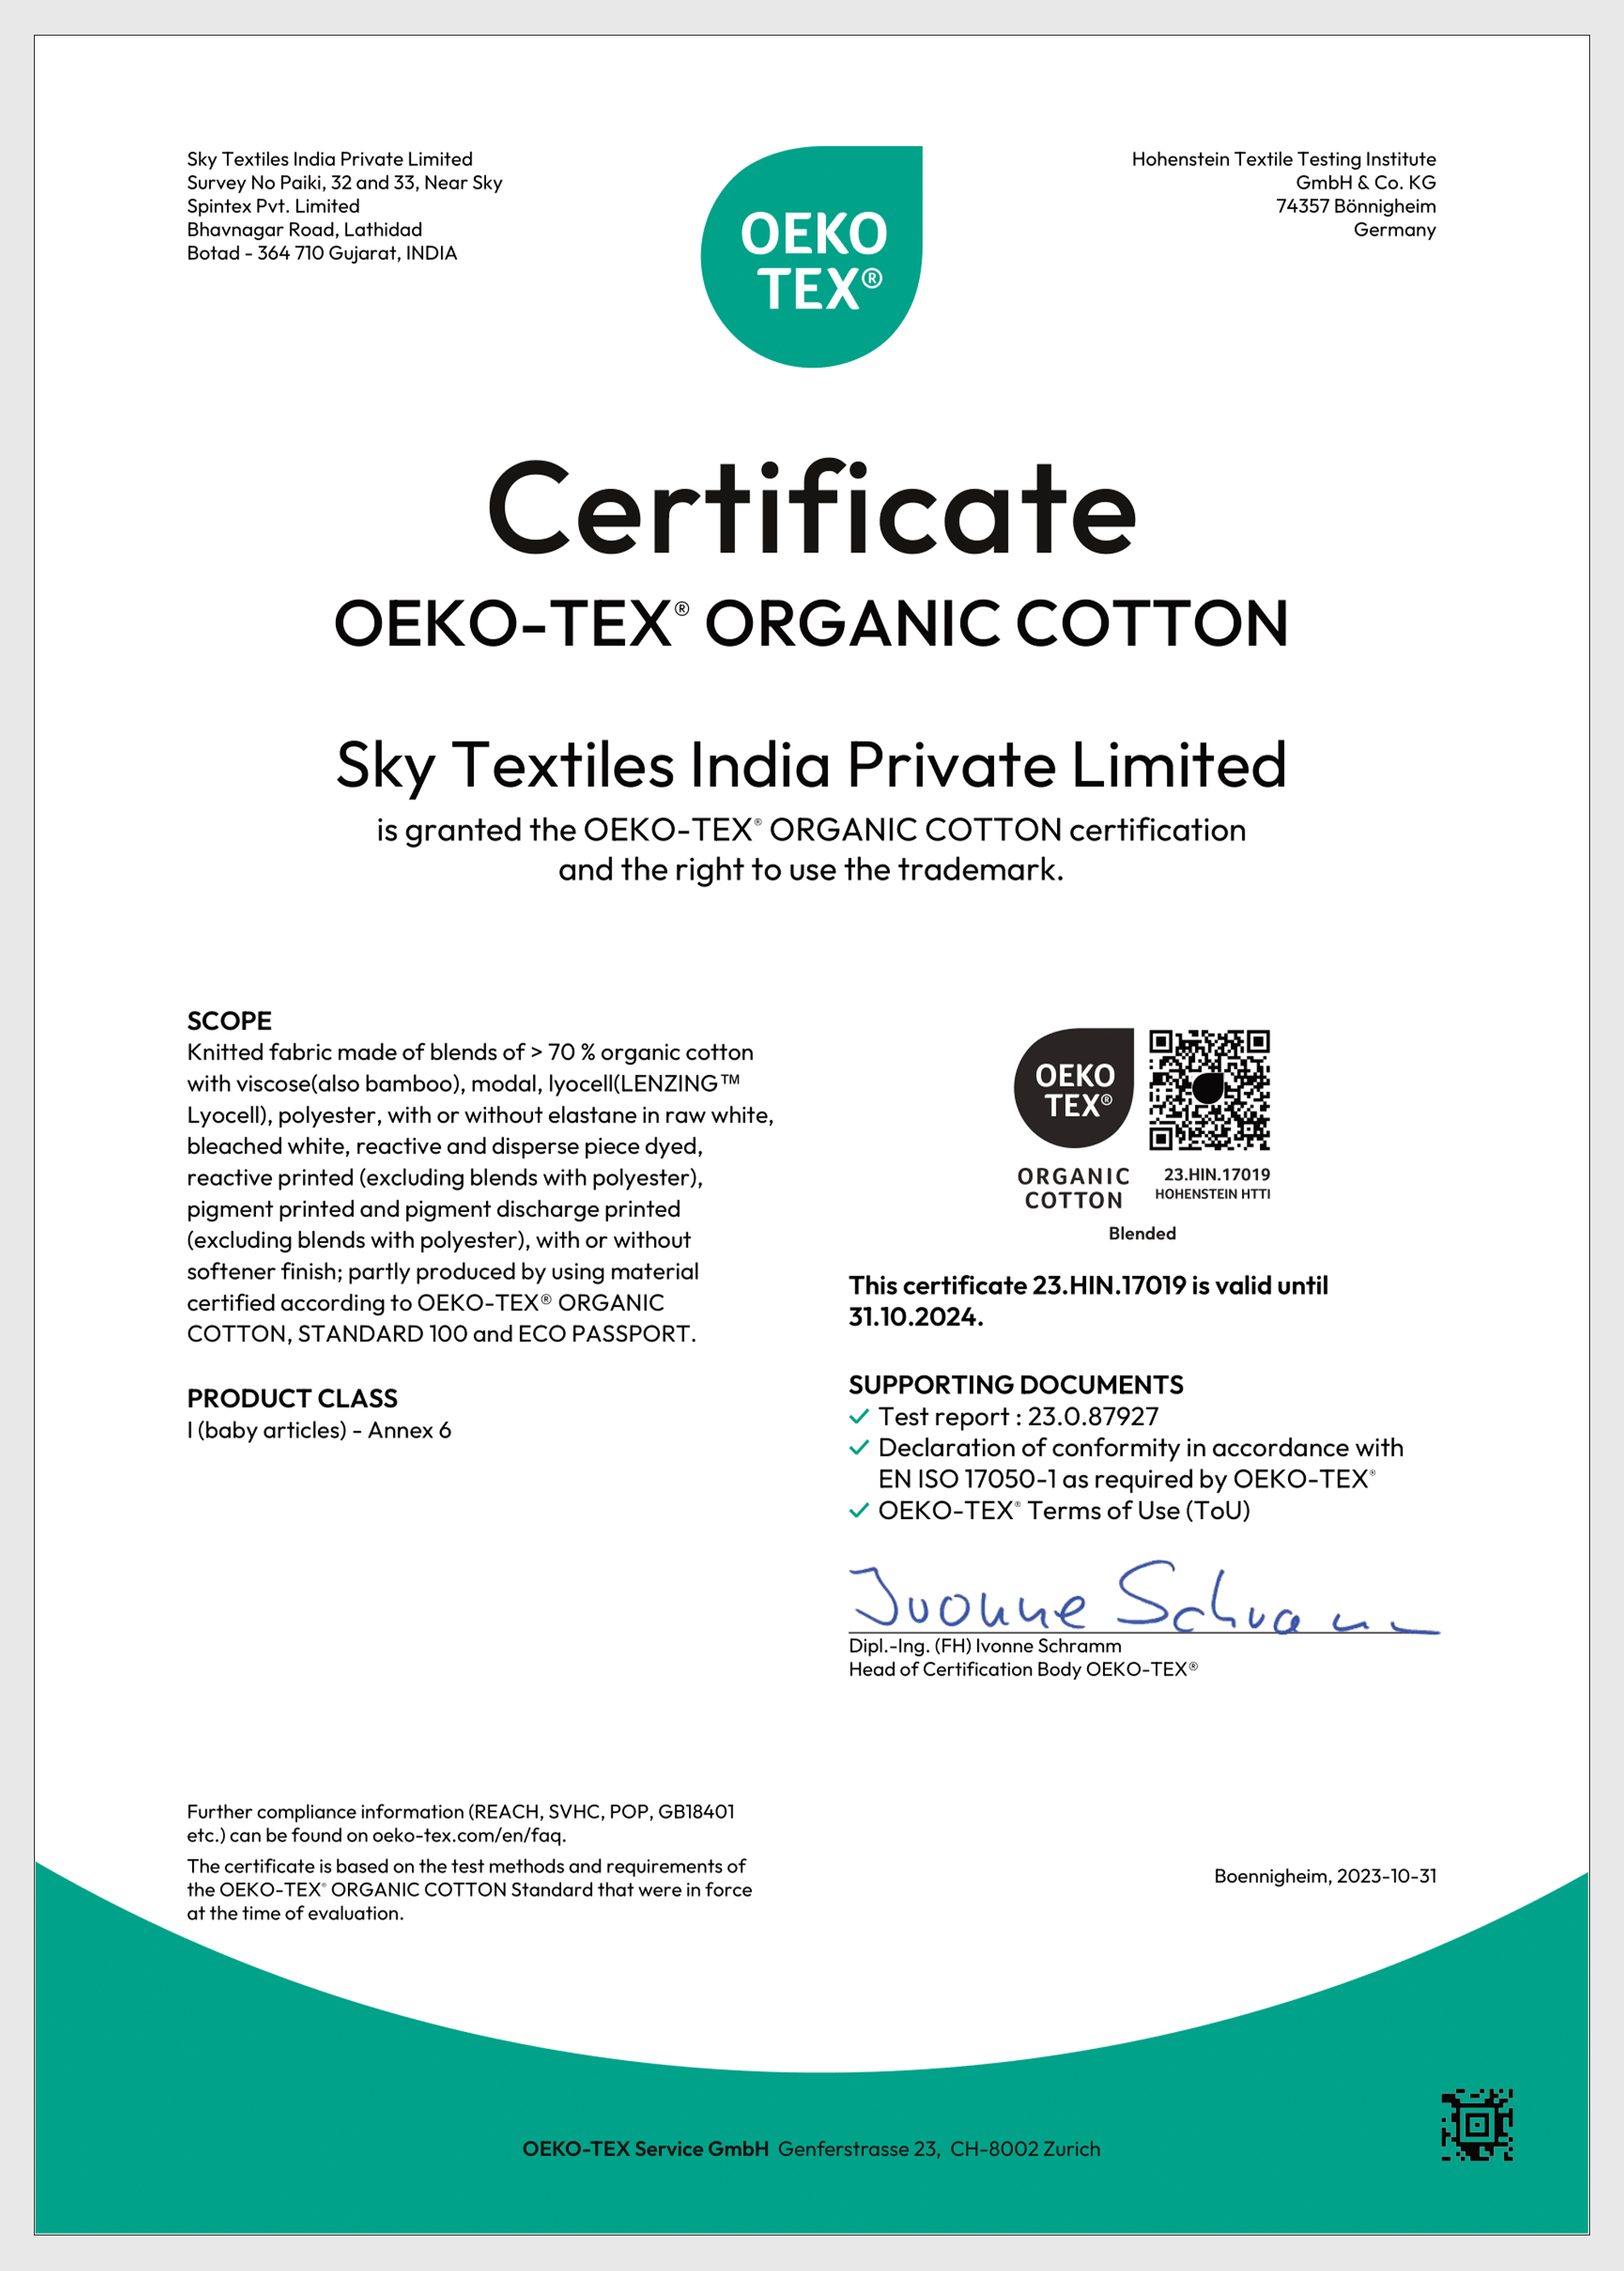 Sky Textiles India Private Limited
Survey No Paiki, 32 and 33, Near Sky
Spintex Pvt. Limited
Bhavnagar Road, Lathidad
Botad - 364 710 Gujarat, INDIA
OEKO
TEX®
Hohenstein Textile Testing Institute
GmbH & Co. KG
74357 Bönnigheim
Germany
Certificate
OEKO-TEX® ORGANIC COTTON
Sky Textiles India Private Limited
is granted the OEKO-TEX® ORGANIC COTTON certification
and the right to use the trademark.
SCOPE
Knitted fabric made of blends of > 70 % organic cotton
with viscose(also bamboo), modal, lyocell(LENZING™
Lyocell), polyester, with or without elastane in raw white,
bleached white, reactive and disperse piece dyed,
reactive printed (excluding blends with polyester),
pigment printed and pigment discharge printed
(excluding blends with polyester), with or without
softener finish; partly produced by using material
certified according to OEKO-TEX® ORGANIC
COTTON, STANDARD 100 and ECO PASSPORT.
PRODUCT CLASS
I (baby articles) - Annex 6
OEKO
TEX®
ORGANIC
COTTON
23.HIN.17019
HOHENSTEIN HTTI
Blended
This certificate 23.HIN.17019 is valid until
31.10.2024.
SUPPORTING DOCUMENTS
✓ Test report : 23.0.87927
✓ Declaration of conformity in accordance with
EN ISO 17050-1 as required by OEKO-TEX®
✓ OEKO-TEX® Terms of Use (ToU)
Ivonne Schramm
Dipl.-Ing. (FH) Ivonne Schramm
Head of Certification Body OEKO-TEX®
Further compliance information (REACH, SVHC, POP, GB18401
etc.) can be found on oeko-tex.com/en/faq.
The certificate is based on the test methods and requirements of
the OEKO-TEX® ORGANIC COTTON Standard that were in force
at the time of evaluation.
Boennigheim, 2023-10-31
OEKO-TEX Service GmbH Genferstrasse 23, CH-8002 Zurich